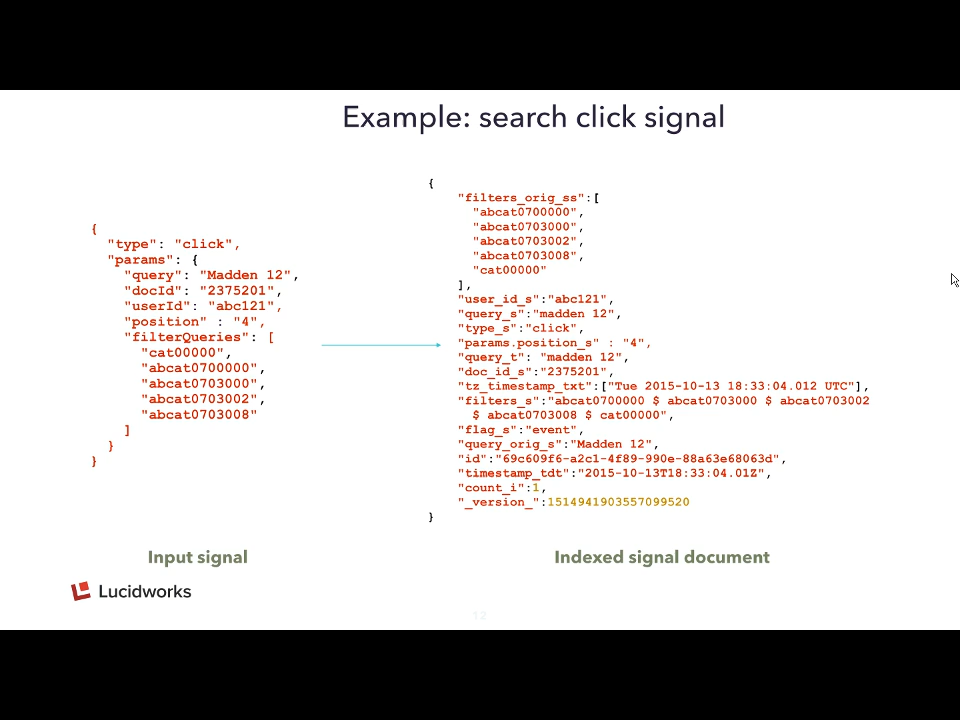 Example: search click signal
{
"type": "click",
"params": {
"query": "Madden 12",
"docId": "2375201",
"userId": "abc121",
"position" : "4",
"filterQueries": [
"cat00000",
"abcat0700000",
"abcat0703000",
"abcat0703002",
"abcat0703008"
]
}
}
{
"filters_orig_ss":[
"abcat0700000",
"abcat0703000",
"abcat0703002",
"abcat0703008",
"cat00000"
],
"user_id_s":"abc121",
"query_s":"madden 12",
"type_s":"click",
"params.position_s" : "4",
"query_t": "madden 12",
"doc_id_s":"2375201",
"tz_timestamp_txt":["Tue 2015-10-13 18:33:04.012 UTC"],
"filters_s":"abcat0700000 $ abcat0703000 $ abcat0703002
$ abcat0703008 $ cat00000",
"flag_s":"event",
"query_orig_s":"Madden 12",
"id":"69c609f6-a2c1-4f89-990e-88a63e68063d",
"timestamp_tdt":"2015-10-13T18:33:04.01Z",
"count_i":1,
"_version_":1514941903557099520
}
Input signal
Indexed signal document
Lucidworks
12